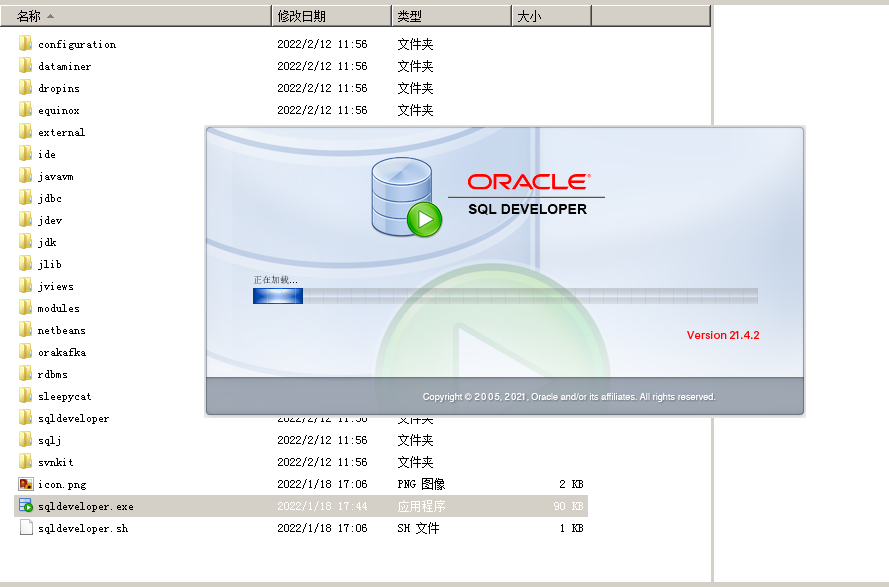 名称 修改日期 类型 大小
configuration 2022/2/12 11:56 文件夹
dataminer 2022/2/12 11:56 文件夹
dropins 2022/2/12 11:56 文件夹
equinox 2022/2/12 11:56 文件夹
external
ide
javavm
jdbc
jdev
jdk
jlib
jviews
modules
netbeans
orakafka
rdbms
sleepycat
ORACLE®
SQL DEVELOPER
正在加载...
Version 21.4.2
Copyright © 2005, 2021, Oracle and/or its affiliates. All rights reserved.
sqldeveloper 2022/2/12 11:56 文件夹
sqlj 2022/2/12 11:56 文件夹
svnkit 2022/2/12 11:56 文件夹
icon.png 2022/1/18 17:06 PNG 图像 2 KB
sqldeveloper.exe 2022/1/18 17:44 应用程序 90 KB
sqldeveloper.sh 2022/1/18 17:06 SH 文件 1 KB